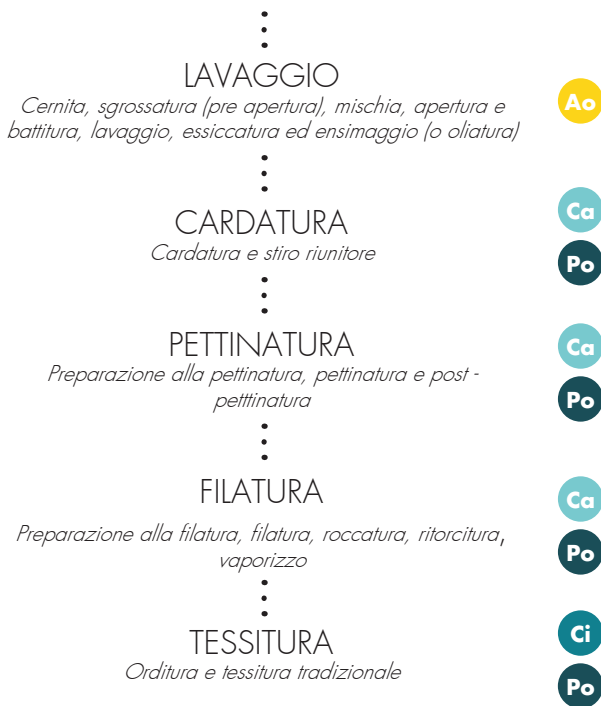 LAVAGGIO
Cernita, sgrossatura (pre apertura), mischia, apertura e
battitura, lavaggio, essiccatura ed ensimaggio (o oliatura)
Ao
CARDATURA
Cardatura e stiro riunitore
Ca
Po
PETTINATURA
Preparazione alla pettinatura, pettinatura e post -
petttinatura
Ca
Po
FILATURA
Preparazione alla filatura, filatura, roccatura, ritorcitura,
vaporizzo
Ca
Po
TESSITURA
Orditura e tessitura tradizionale
Ci
Po